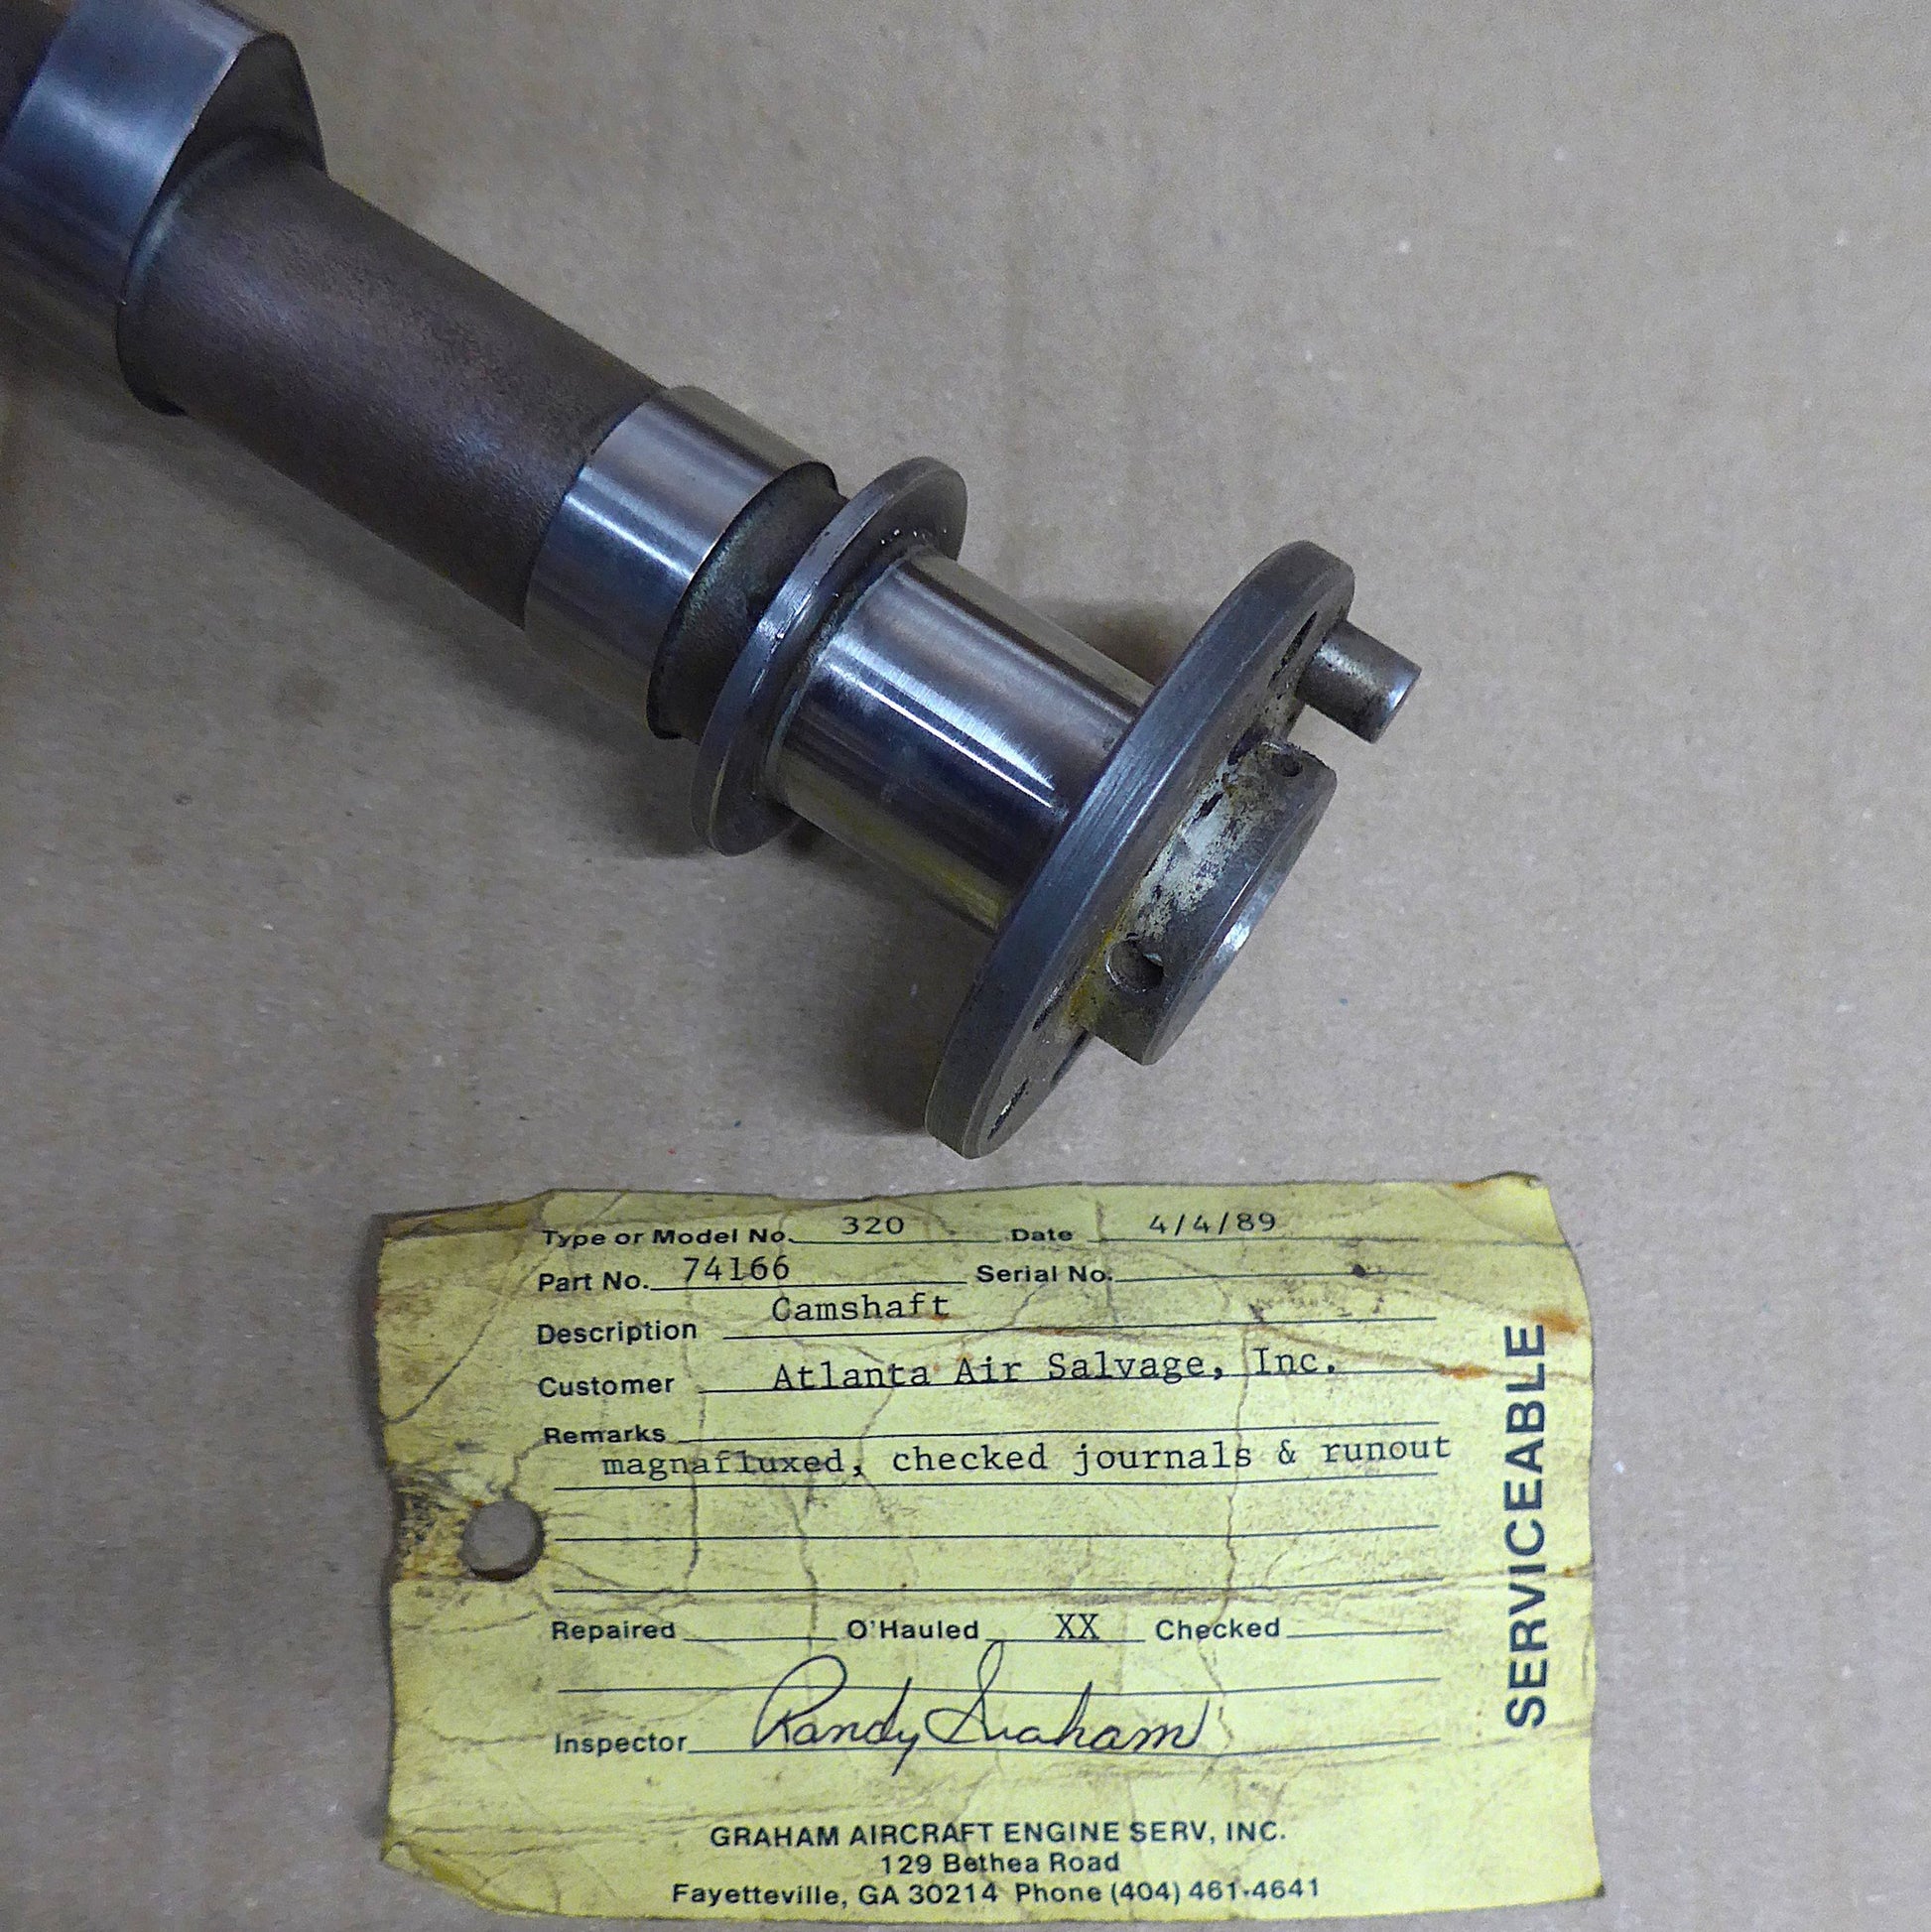 Type or Model No. 320 Date 4/4/89
Part No. 74166 Serial No.
Description Camshaft
Customer Atlanta Air Salvage, Inc.
Remarks
magnafluxed, checked journals & runout
Repaired O'Hauled XX Checked
Inspector Randy Graham
GRAHAM AIRCRAFT ENGINE SERV, INC.
129 Bethea Road
Fayetteville, GA 30214 Phone (404) 461-4641
SERVICEABLE